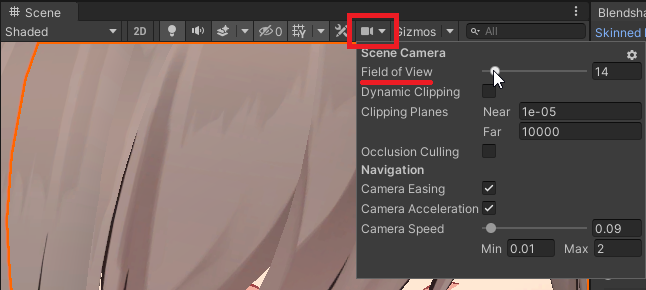 Scene
Blendsha
Shaded
2D
0
Gizmos
All
Skinned
Scene Camera
Field of View
14
Dynamic Clipping
Clipping Planes
Near
1e-05
Far
10000
Occlusion Culling
Navigation
Camera Easing
Camera Acceleration
Camera Speed
0.09
Min
0.01
Max
2